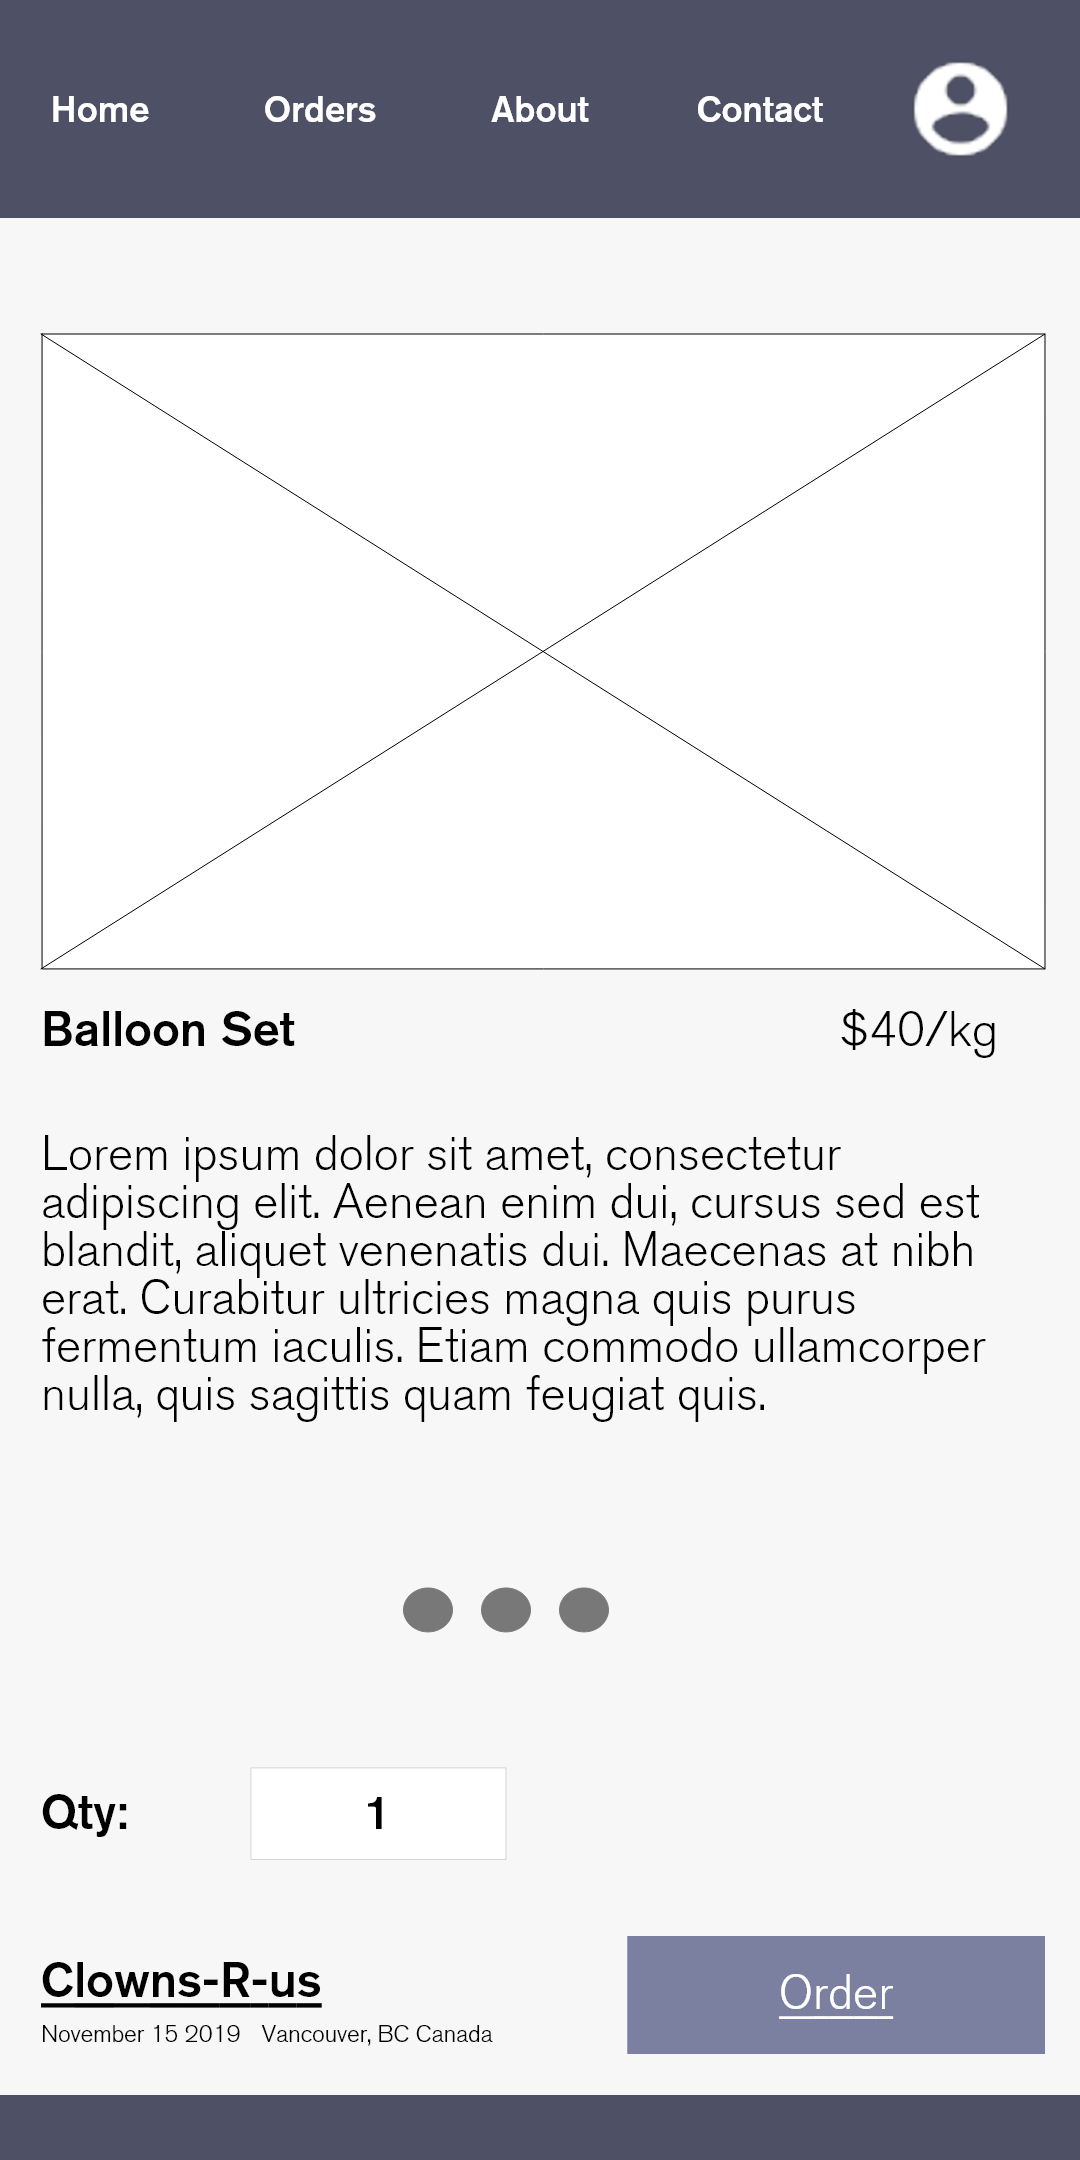 Home Orders About Contact
Balloon Set $40/kg
Lorem ipsum dolor sit amet, consectetur
adipiscing elit. Aenean enim dui, cursus sed est
blandit, aliquet venenatis dui. Maecenas at nibh
erat. Curabitur ultricies magna quis purus
fermentum iaculis. Etiam commodo ullamcorper
nulla, quis sagittis quam feugiat quis.
Qty: 1
Clowns-R-us
November 15 2019 Vancouver, BC Canada
Order